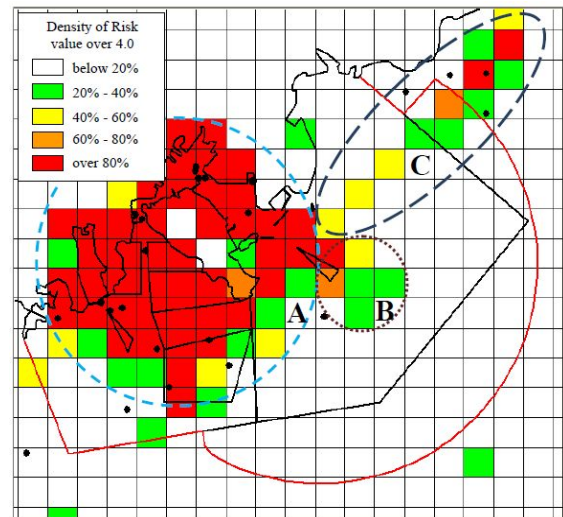 Density of Risk
value over 4.0
below 20%
20% - 40%
40% - 60%
60% - 80%
over 80%
C
A
B